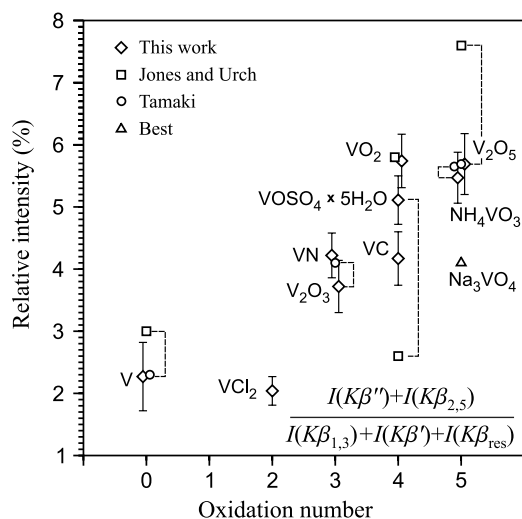 8
7
6
5
4
3
2
1
Relative intensity (%)
This work
Jones and Urch
Tamaki
Best
VO₂
V₂O₅
VOSO₄ × 5H₂O
NH₄VO₃
VN
VC
Na₃VO₄
V₂O₃
V
VCl₂
I(Kβ'')+I(Kβ₂,₅)
I(Kβ₁,₃)+I(Kβ')+I(Kβres)
0 1 2 3 4 5
Oxidation number